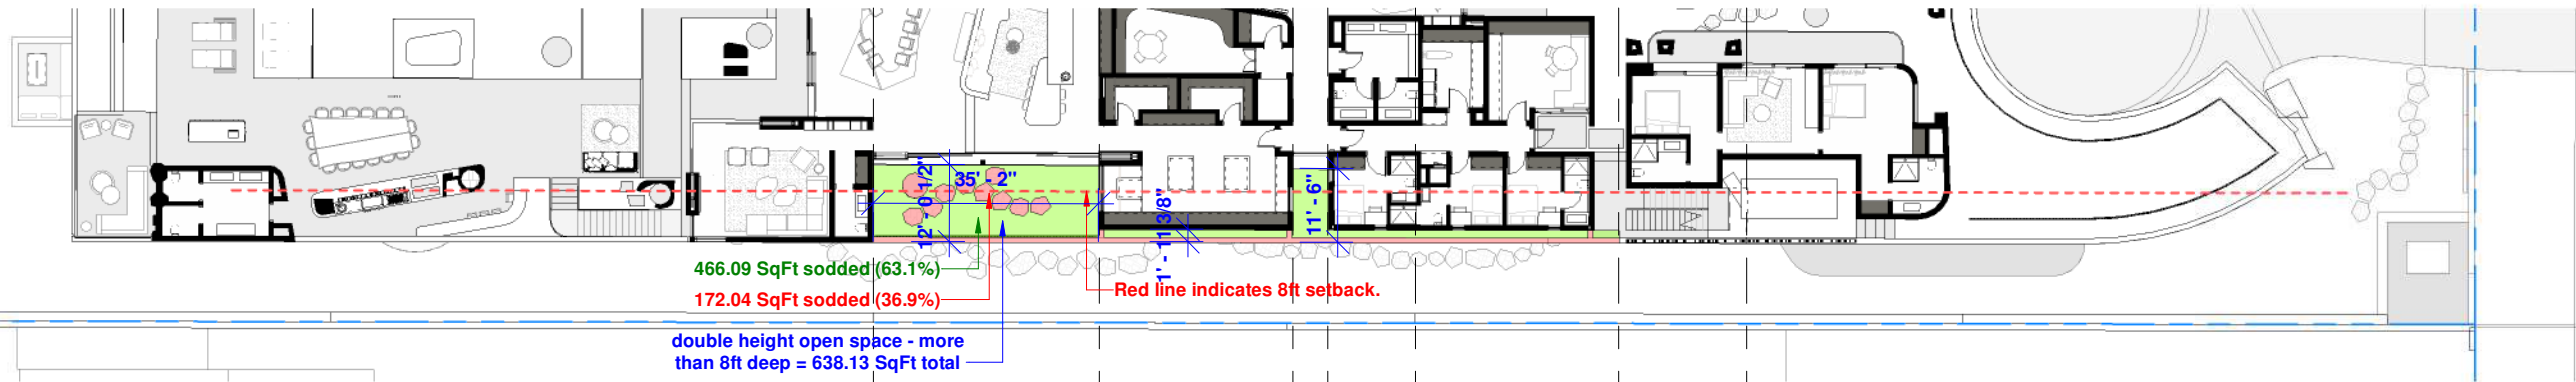 35' - 2"
12' - 0 1/2"
1' - 11 3/8"
11' - 6"
466.09 SqFt sodded (63.1%)
172.04 SqFt sodded (36.9%)
Red line indicates 8ft setback.
double height open space - more
than 8ft deep = 638.13 SqFt total